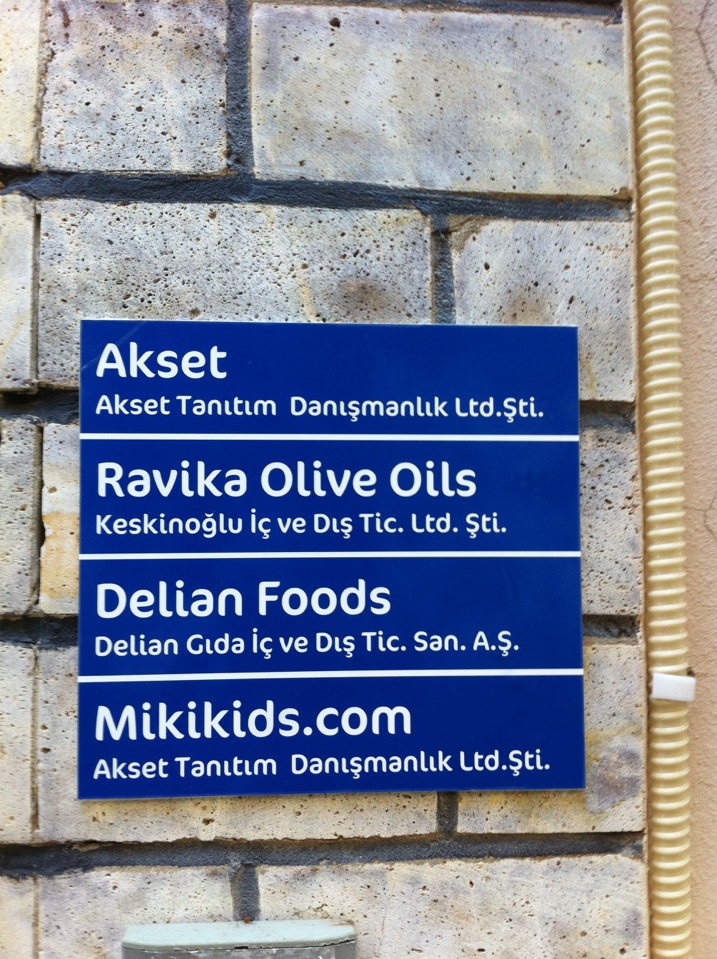 Akset
Akset Tanıtım Danışmanlık Ltd.Şti.
Ravika Olive Oils
Keskinoğlu İç ve Dış Tic. Ltd. Şti.
Delian Foods
Delian Gıda İç ve Dış Tic. San. A.Ş.
Mikikids.com
Akset Tanıtım Danışmanlık Ltd.Şti.